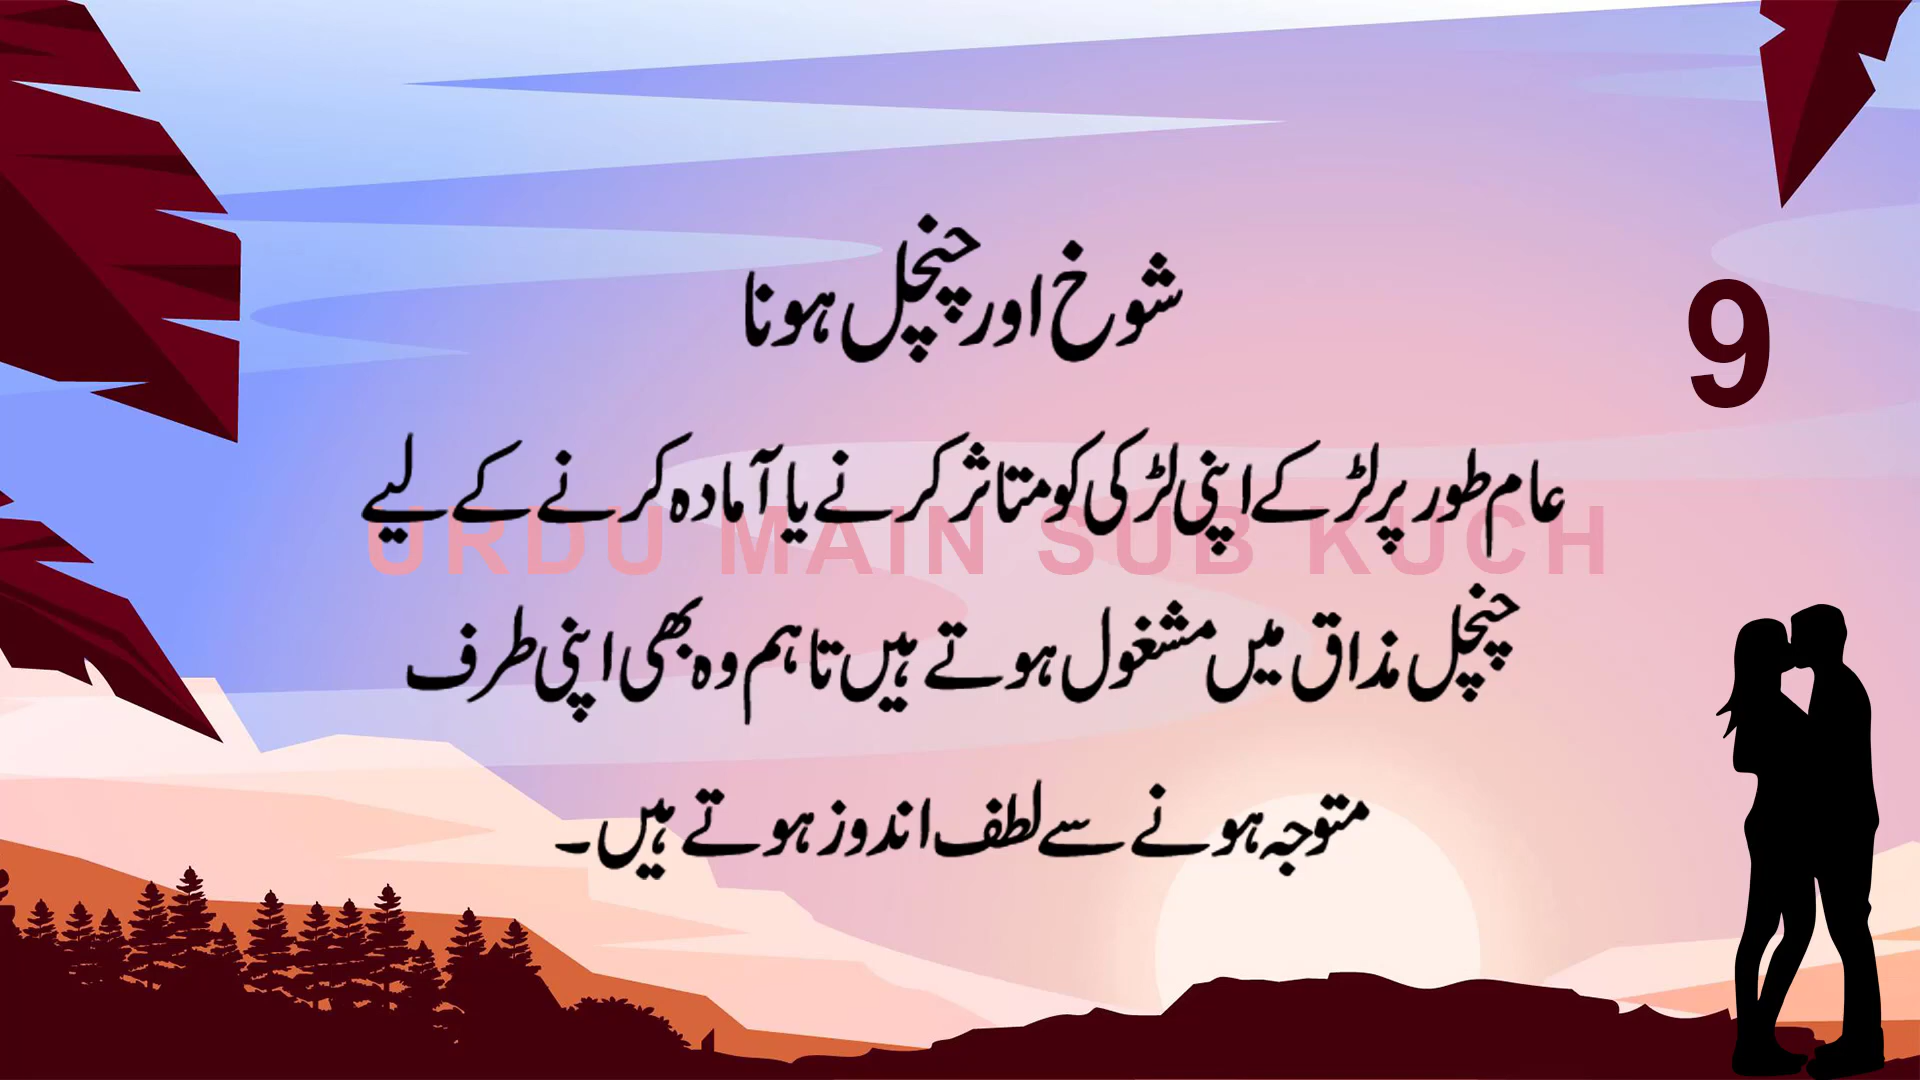 شوخ اور چنچل ہونا
9
عام طور پر لڑکے اپنی لڑکی کو متاثر کرنے یا آمادہ کرنے کے لیے
URDU MAIN SUB KUCH
چنچل مذاق میں مشغول ہوتے ہیں تاہم وہ بھی اپنی طرف
متوجہ ہونے سے لطف اندوز ہوتے ہیں۔